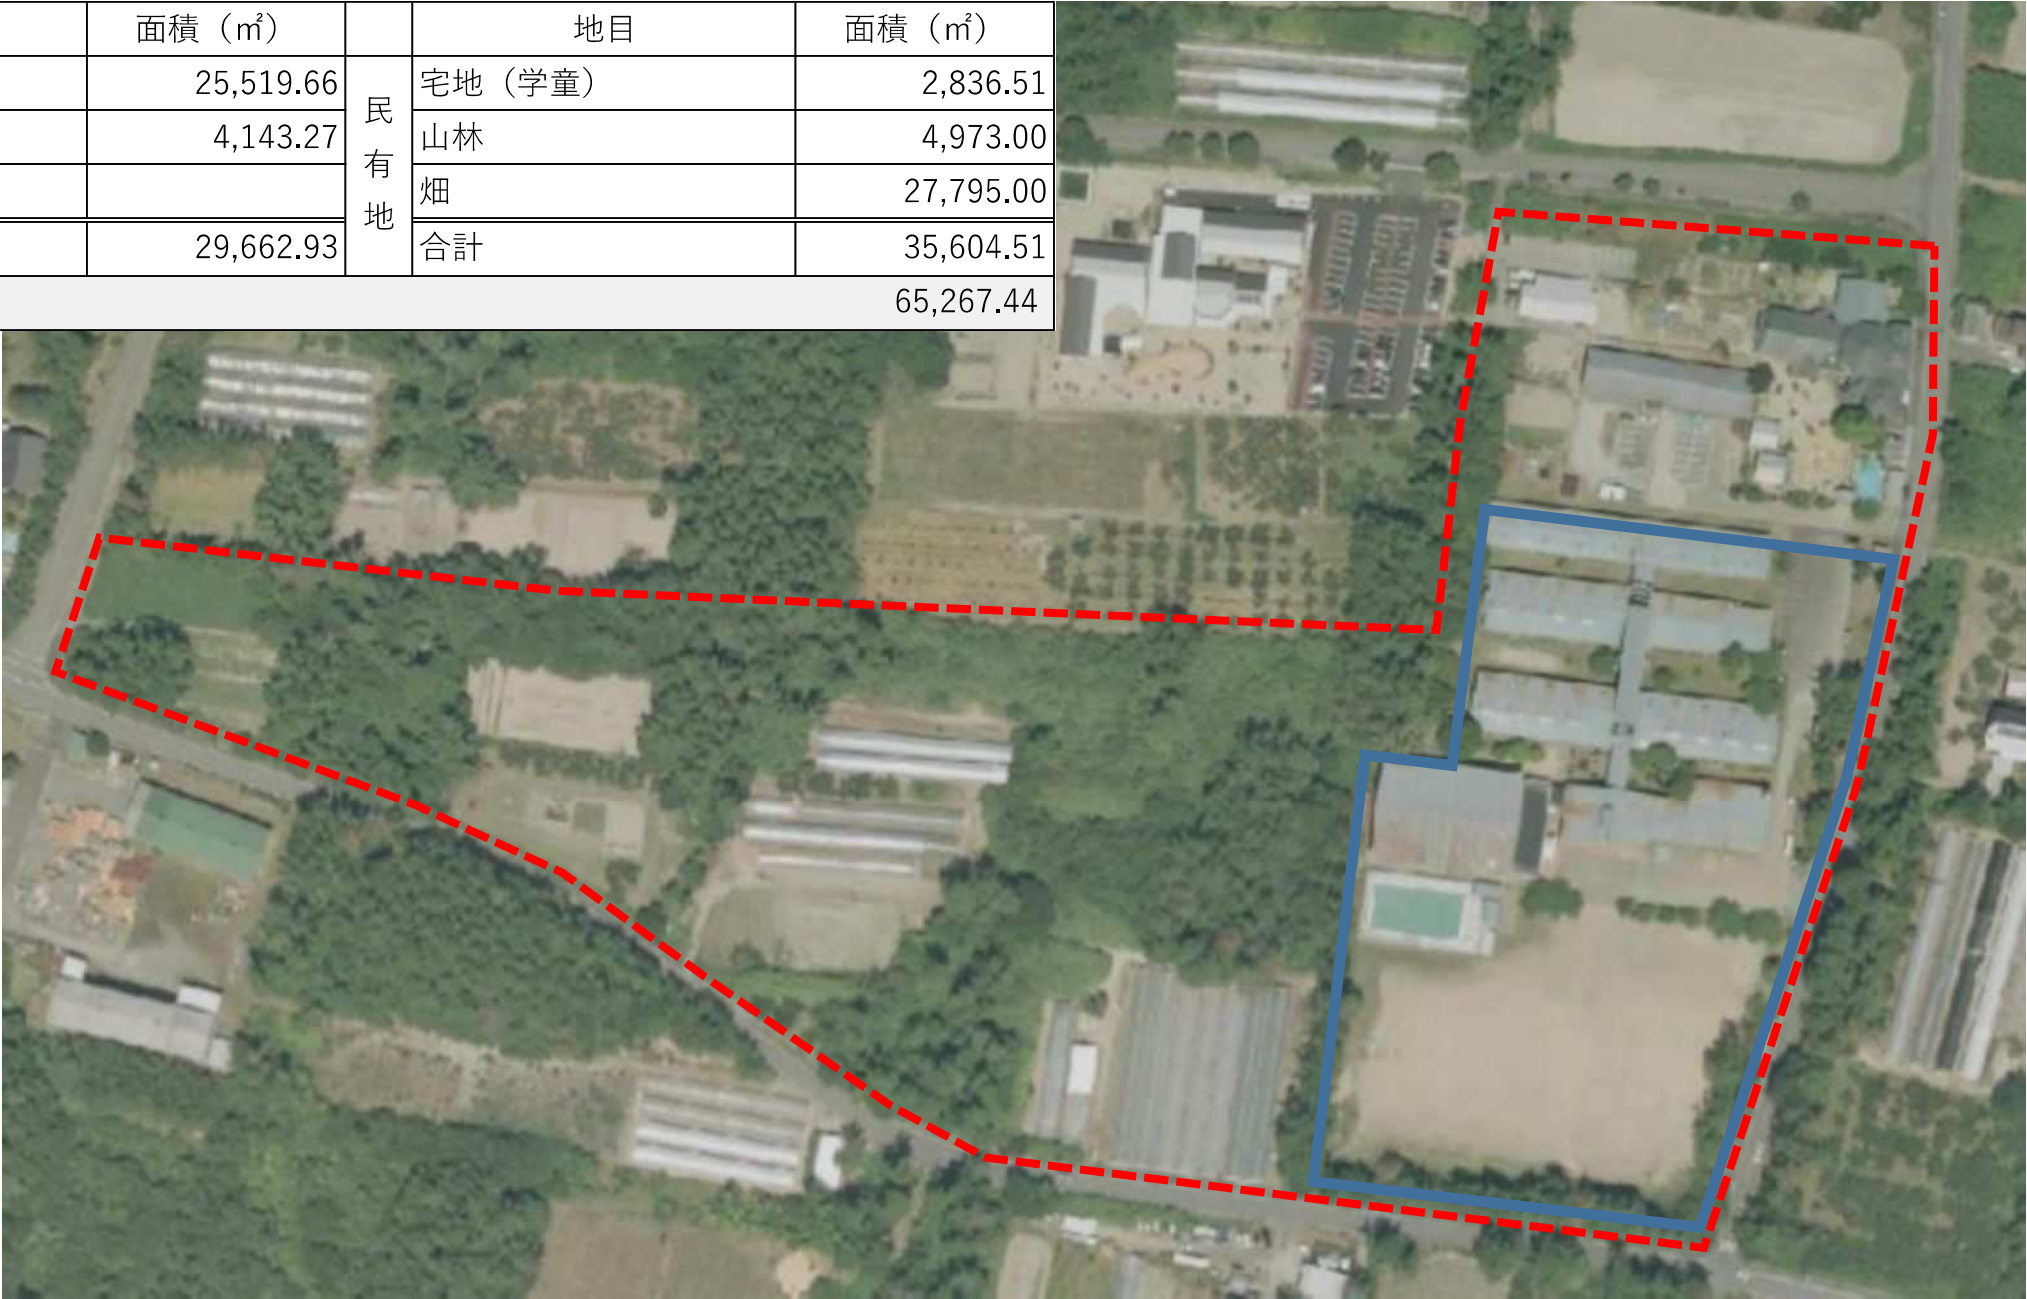 面積（㎡） 地目 面積（㎡）
25,519.66 民有地 宅地（学童） 2,836.51
4,143.27 山林 4,973.00
畑 27,795.00
29,662.93 合計 35,604.51
65,267.44